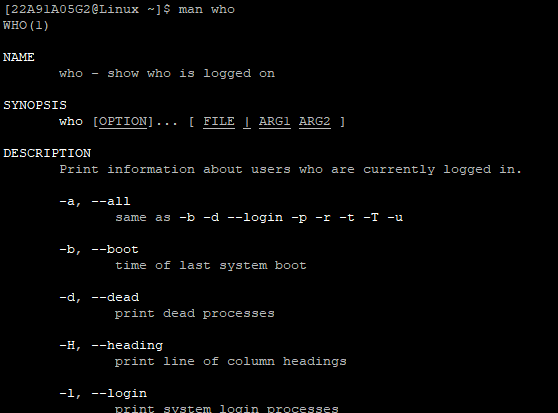 [22A91A05G2@Linux ~]$ man who
WHO(1)
NAME
who - show who is logged on
SYNOPSIS
who [OPTION]... [ FILE | ARG1 ARG2 ]
DESCRIPTION
Print information about users who are currently logged in.
-a, --all
same as -b -d --login -p -r -t -T -u
-b, --boot
time of last system boot
-d, --dead
print dead processes
-H, --heading
print line of column headings
-l, --login
print system login processes